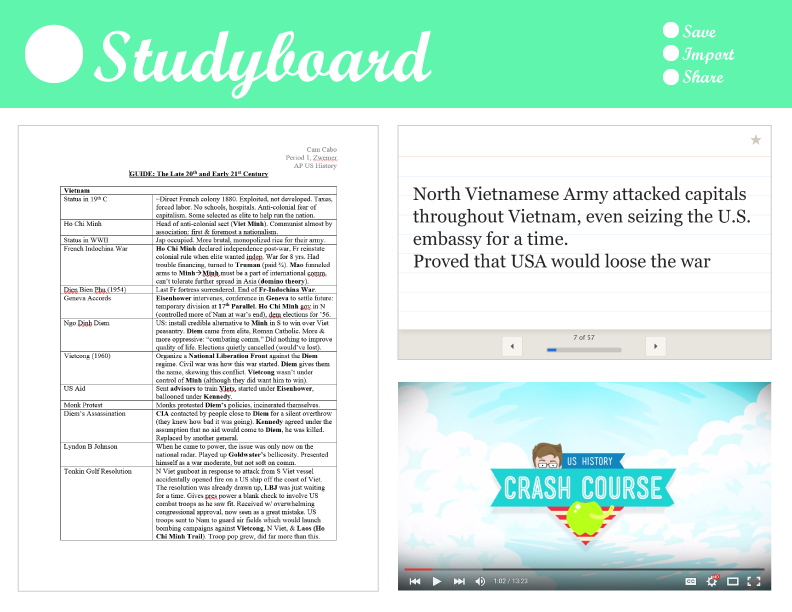 Studyboard
Save
Import
Share
Cam Cabo
Period 1, Zwemer
AP US History
GUIDE: The Late 20th and Early 21st Century
Vietnam
Status in 19th C
~Direct French colony 1880. Exploited, not developed. Taxas,
forced labor. No schools, hospitals. Anti-colonial fear of
capitalism. Some selected as elite to help run the nation.
Ho Chi Minh
Head of anti-colonial sect (Viet Minh). Communist almost by
association: first & foremost a nationalism.
Status in WWII
Jap occupied. More brutal, monopolized rice for their army.
French Indochina War
Ho Chi Minh declared independence post-war, Fr reinstate
colonial rule when elite wanted indep. War for 8 yrs. Had
trouble financing, turned to Truman (paid ¾). Mao funneled
arms to Minh→Minh must be a part of international comm.
can't tolerate further spread in Asia (domino theory).
Dien Bien Phu (1954)
Last Fr fortress surrendered. End of Fr-Indochina War.
Geneva Accords
Eisenhower intervenes, conference in Geneva to settle future:
temporary division at 17th Parallel. Ho Chi Minh gov in N
(controlled more of Nam at war's end), dem elections for '56.
Ngo Dinh Diem
US: install credible alternative to Minh in S to win over Viet
peasantry. Diem came from elite, Roman Catholic. More &
more oppressive: "combating comm." Did nothing to improve
quality of life. Elections quietly cancelled (would've lost).
Vietcong (1960)
Organize a National Liberation Front against the Diem
regime. Civil war was how this war started. Diem gives them
the name, skewing this conflict. Vietcong wasn't under
control of Minh (although they did want him to win).
US Aid
Sent advisors to train Viets, started under Eisenhower,
ballooned under Kennedy.
Monk Protest
Monks protested Diem's policies, incinerated themselves.
Diem's Assassination
CIA contacted by people close to Diem for a silent overthrow
(they knew how bad it was going). Kennedy agreed under the
assumption that no aid would come to Diem, he was killed.
Replaced by another general.
Lyndon B Johnson
When he came to power, the issue was only now on the
national radar. Played up Goldwater's bellicosity. Presented
himself as a war moderate, but not soft on comm.
Tonkin Golf Resolution
N Viet gunboat in response to attack from S Viet vessel
accidentally opened fire on a US ship off the coast of Viet.
The resolution was already drawn up, LBJ was just waiting
for a time. Gives pres power a blank check to involve US
combat troops as he saw fit. Received w/ overwhelming
congressional approval, now seen as a great mistake. US
troops sent to Nam to guard air fields which would launch
bombing campaigns against Vietcong, N Viet, & Laos (Ho
Chi Minh Trail). Troop pop grew, did far more than this.
North Vietnamese Army attacked capitals
throughout Vietnam, even seizing the U.S.
embassy for a time.
Proved that USA would loose the war
7 of 57
US HISTORY
CRASH COURSE
1:02 / 13:23
CC
HD